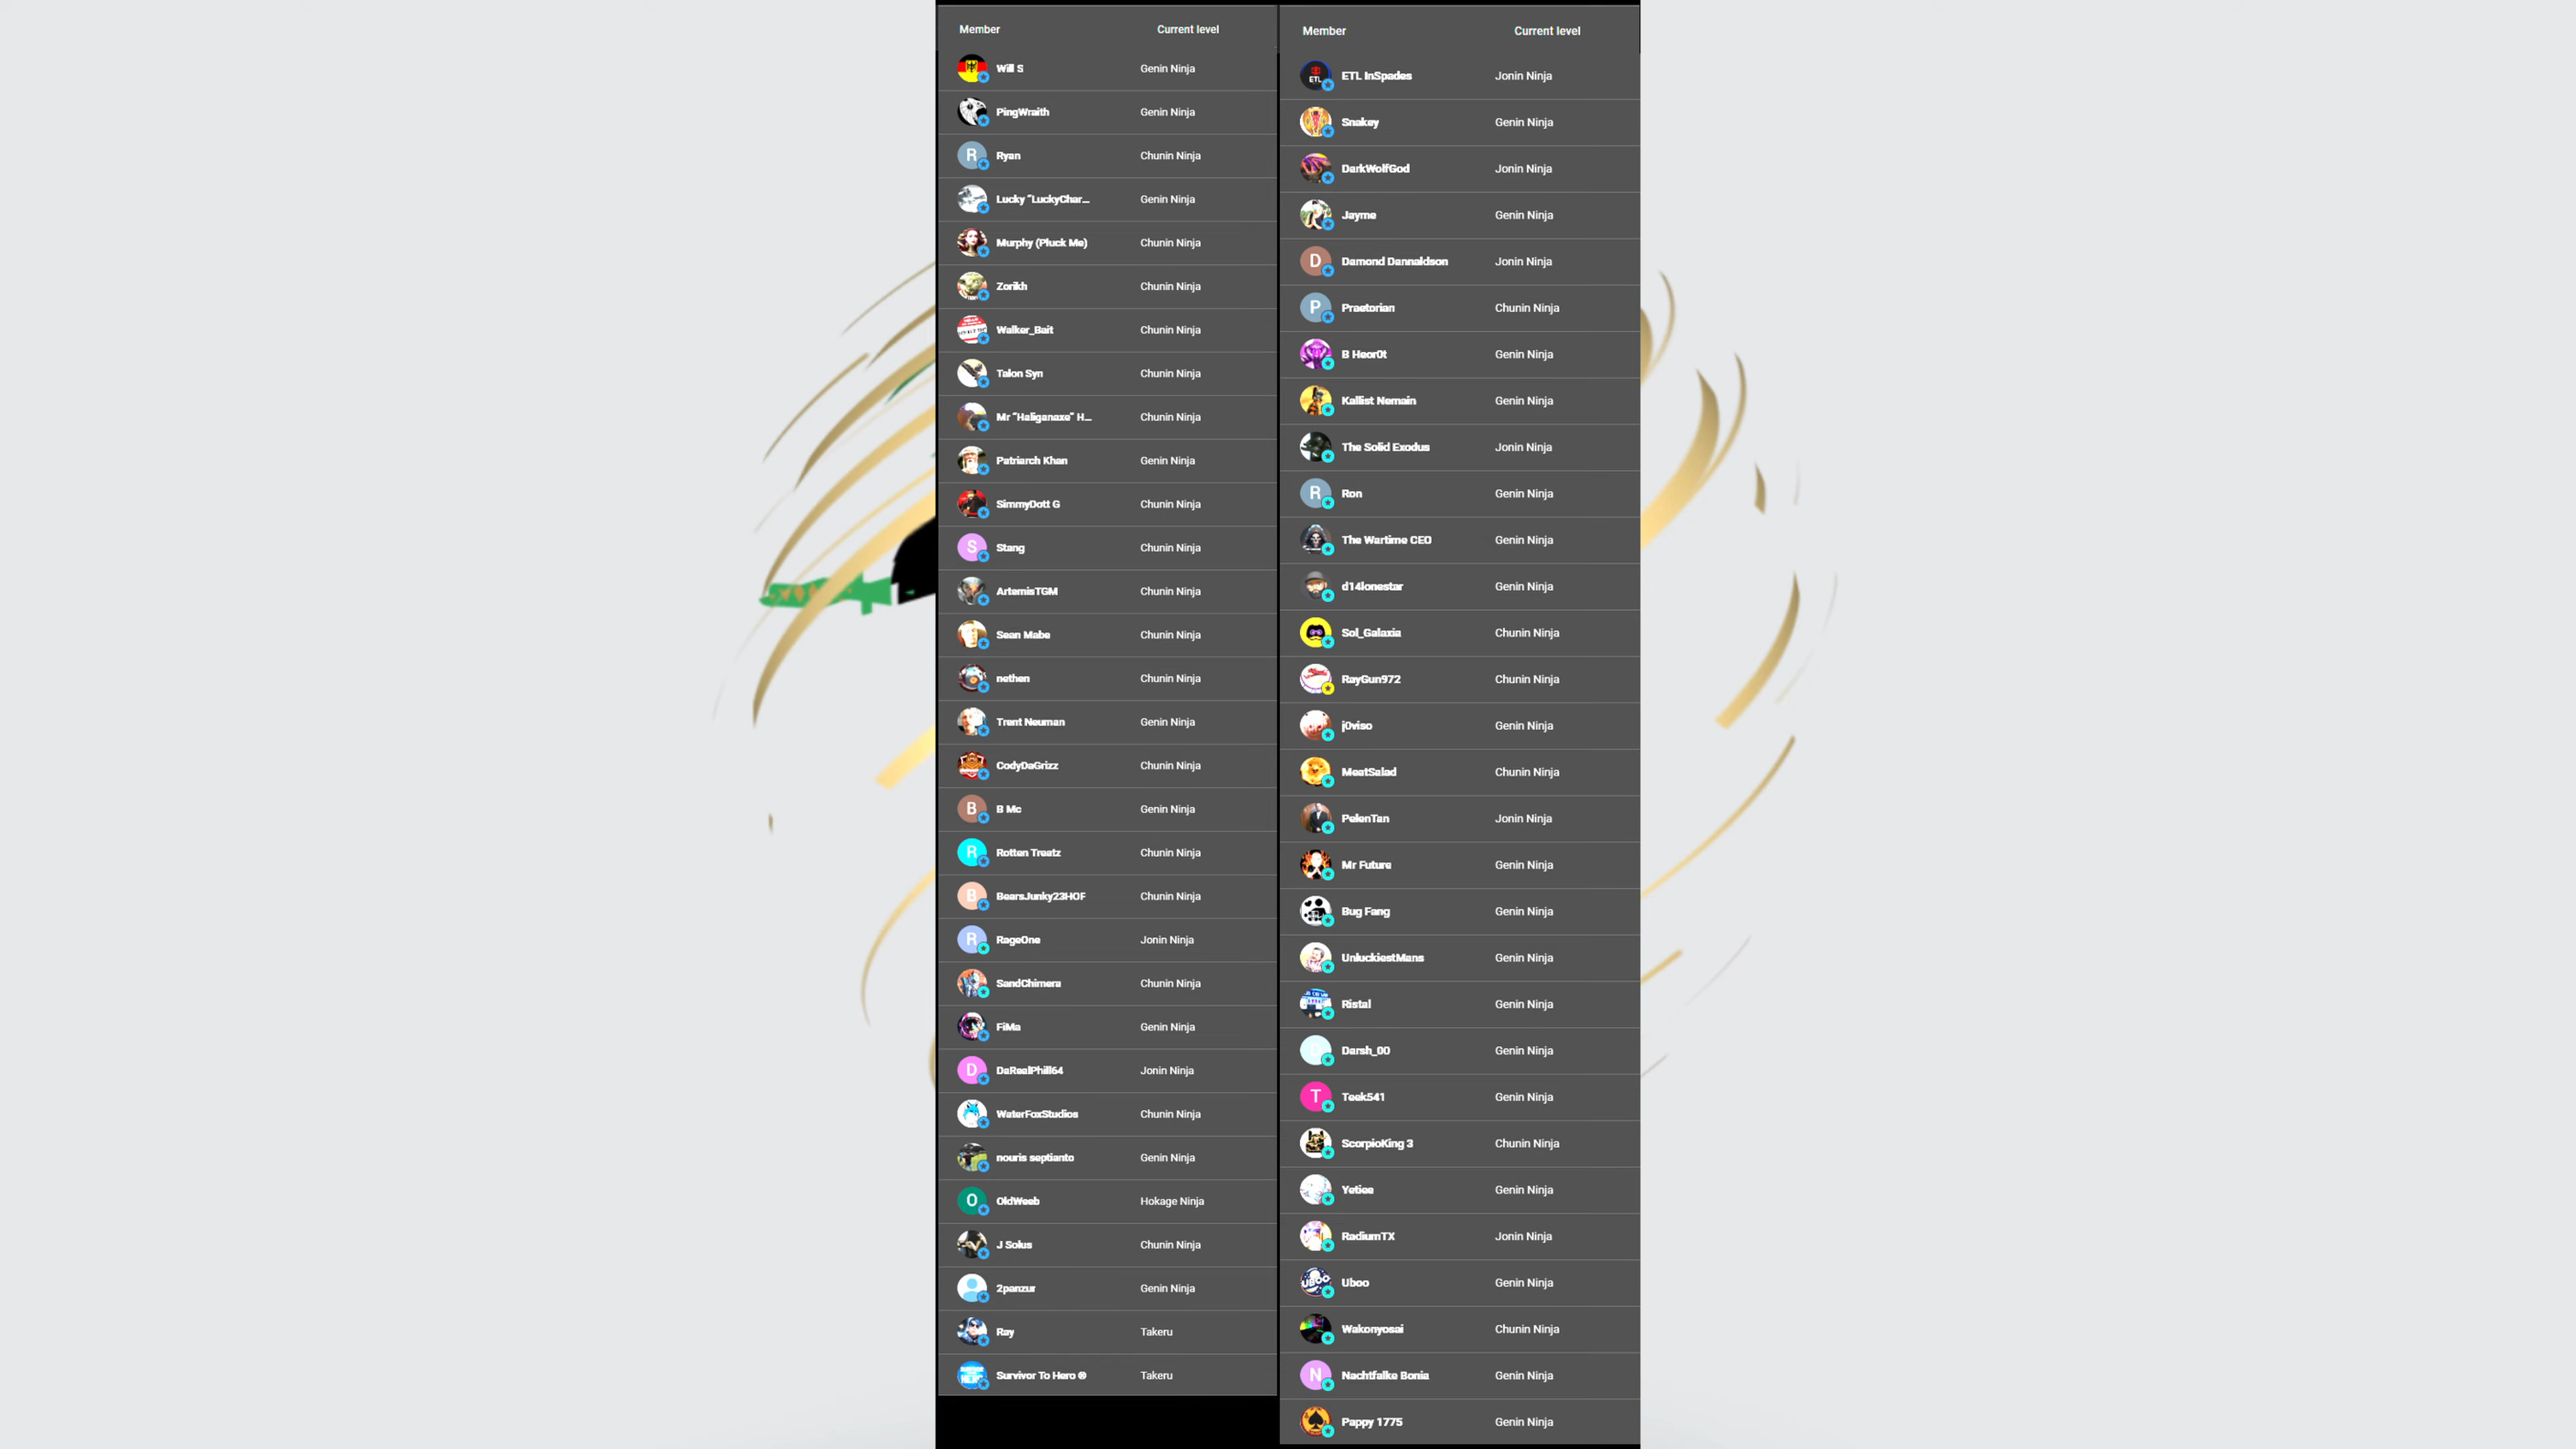 Member Current level
Will S Genin Ninja
PingWraith Genin Ninja
R Ryan Chunin Ninja
Lucky "LuckyChar... Genin Ninja
Murphy (Pluck Me) Chunin Ninja
Zorikh Chunin Ninja
Walker_Bait Chunin Ninja
Talon Syn Chunin Ninja
Mr "Haliganaxe" H... Chunin Ninja
Patriarch Khan Genin Ninja
SimmyDott G Chunin Ninja
S Stang Chunin Ninja
ArtemisTGM Chunin Ninja
Sean Mabe Chunin Ninja
nethen Chunin Ninja
Trent Neuman Genin Ninja
CodyDaGrizz Chunin Ninja
B B Mc Genin Ninja
R Rotten Treatz Chunin Ninja
B BearsJunky23HOF Chunin Ninja
R RageOne Jonin Ninja
SandChimera Chunin Ninja
FiMa Genin Ninja
D DaRealPhill64 Jonin Ninja
WaterFoxStudios Chunin Ninja
nouris septianto Genin Ninja
O OldWeeb Hokage Ninja
J Solus Chunin Ninja
2panzur Genin Ninja
Ray Takeru
Survivor To Hero ® Takeru
Member Current level
ETL ETL InSpades Jonin Ninja
Snakey Genin Ninja
DarkWolfGod Jonin Ninja
Jayme Genin Ninja
D Damond Dannaldson Jonin Ninja
P Praetorian Chunin Ninja
B Heor0t Genin Ninja
Kallist Nemain Genin Ninja
The Solid Exodus Jonin Ninja
R Ron Genin Ninja
The Wartime CEO Genin Ninja
d14lonestar Genin Ninja
Sol_Galaxia Chunin Ninja
RayGun972 Chunin Ninja
j0viso Genin Ninja
MeatSalad Chunin Ninja
PelenTan Jonin Ninja
Mr Future Genin Ninja
Bug Fang Genin Ninja
UnluckiestMans Genin Ninja
Ristal Genin Ninja
Darsh_00 Genin Ninja
T Teek541 Genin Ninja
ScorpioKing 3 Chunin Ninja
Yetiee Genin Ninja
RadiumTX Jonin Ninja
UBOO Uboo Genin Ninja
Wakonyosai Chunin Ninja
N Nachtfalke Bonia Genin Ninja
Pappy 1775 Genin Ninja